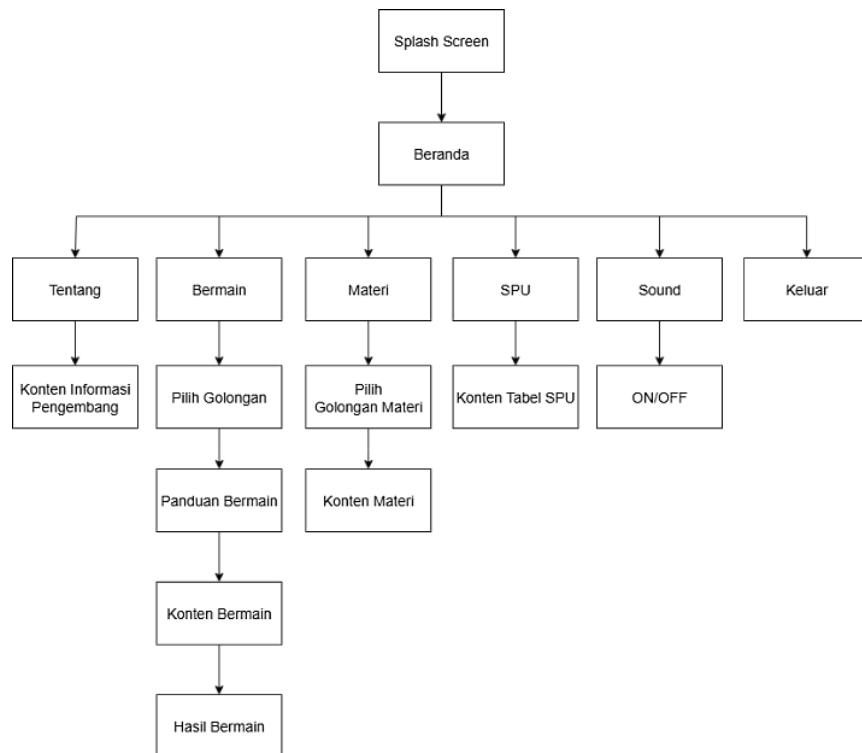 Splash Screen
Beranda
Tentang
Bermain
Materi
SPU
Sound
Keluar
Konten Informasi
Pengembang
Pilih Golongan
Pilih
Golongan Materi
Konten Tabel SPU
ON/OFF
Panduan Bermain
Konten Materi
Konten Bermain
Hasil Bermain